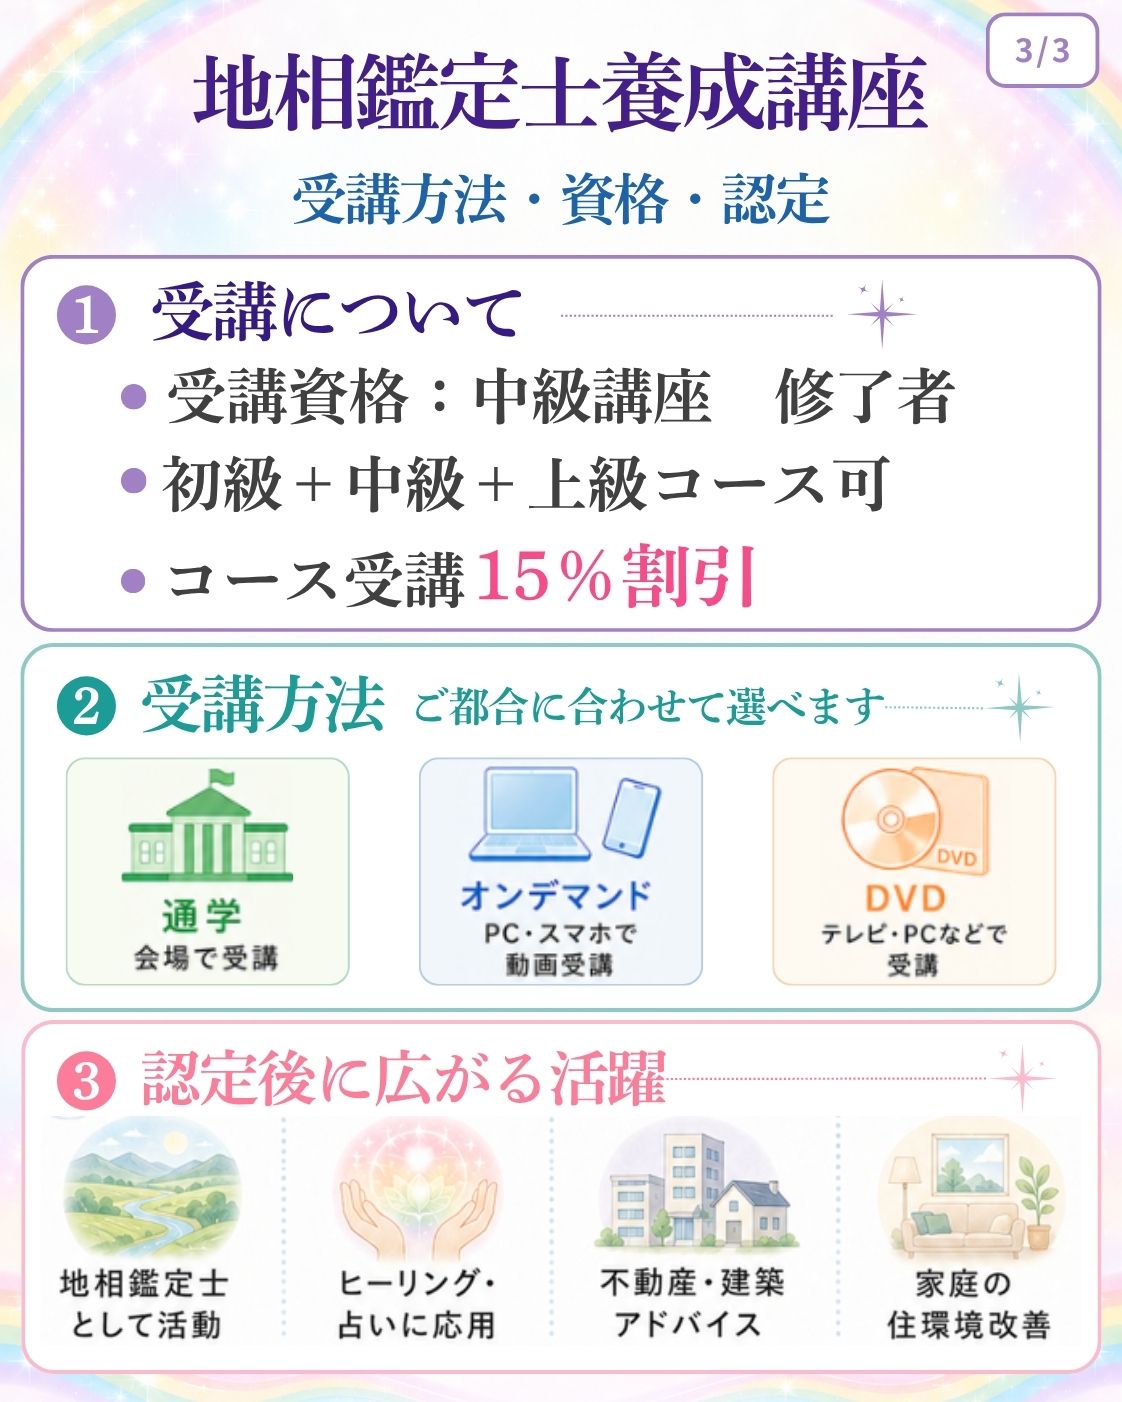 3/3
地相鑑定士養成講座
受講方法・資格・認定
1 受講について
● 受講資格：中級講座　修了者
● 初級＋中級＋上級コース可
● コース受講15％割引
2 受講方法 ご都合に合わせて選べます
通学
会場で受講
オンデマンド
PC・スマホで
動画受講
DVD
DVD
テレビ・PCなどで
受講
3 認定後に広がる活躍
地相鑑定士
として活動
ヒーリング・
占いに応用
不動産・建築
アドバイス
家庭の
住環境改善